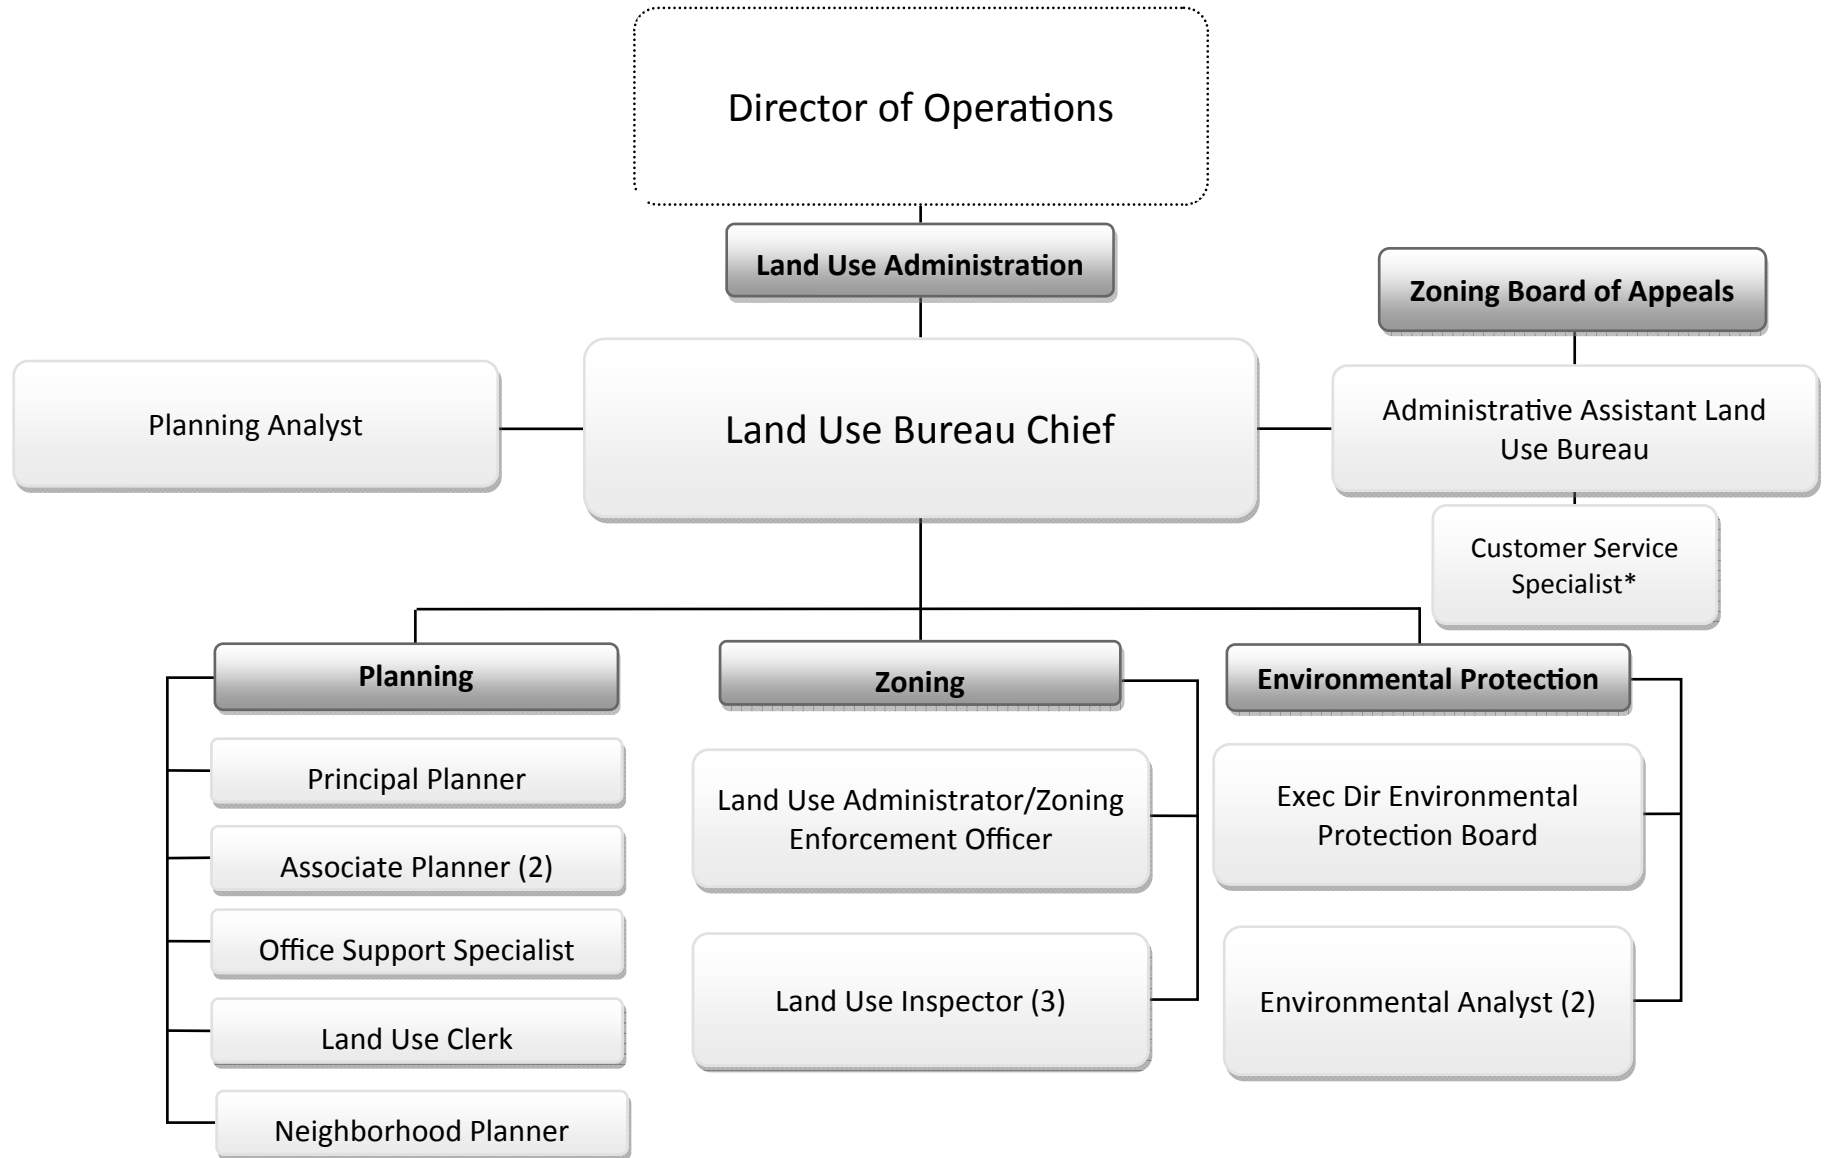 Director of Operations
Land Use Administration
Zoning Board of Appeals
Planning Analyst
Land Use Bureau Chief
Administrative Assistant Land
Use Bureau
Customer Service
Specialist*
Planning
Principal Planner
Associate Planner (2)
Office Support Specialist
Land Use Clerk
Neighborhood Planner
Zoning
Land Use Administrator/Zoning
Enforcement Officer
Land Use Inspector (3)
Environmental Protection
Exec Dir Environmental
Protection Board
Environmental Analyst (2)